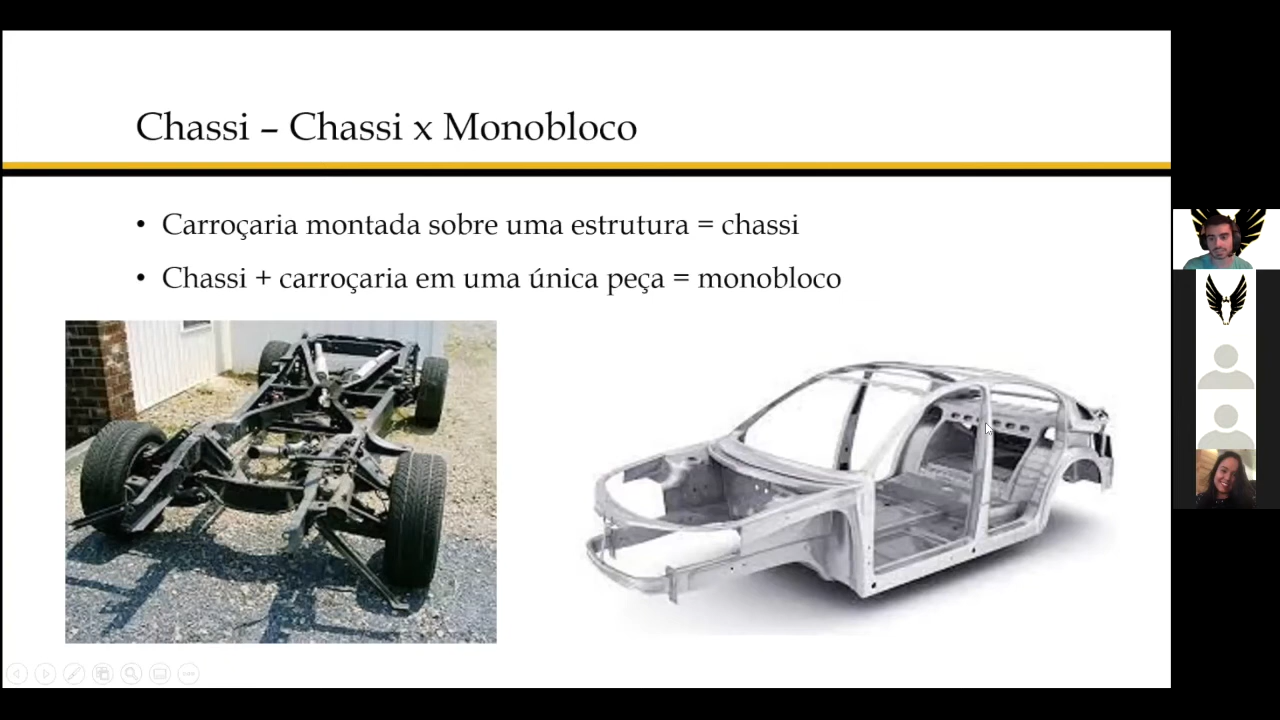 Chassi – Chassi x Monobloco
• Carroçaria montada sobre uma estrutura = chassi
• Chassi + carroçaria em uma única peça = monobloco